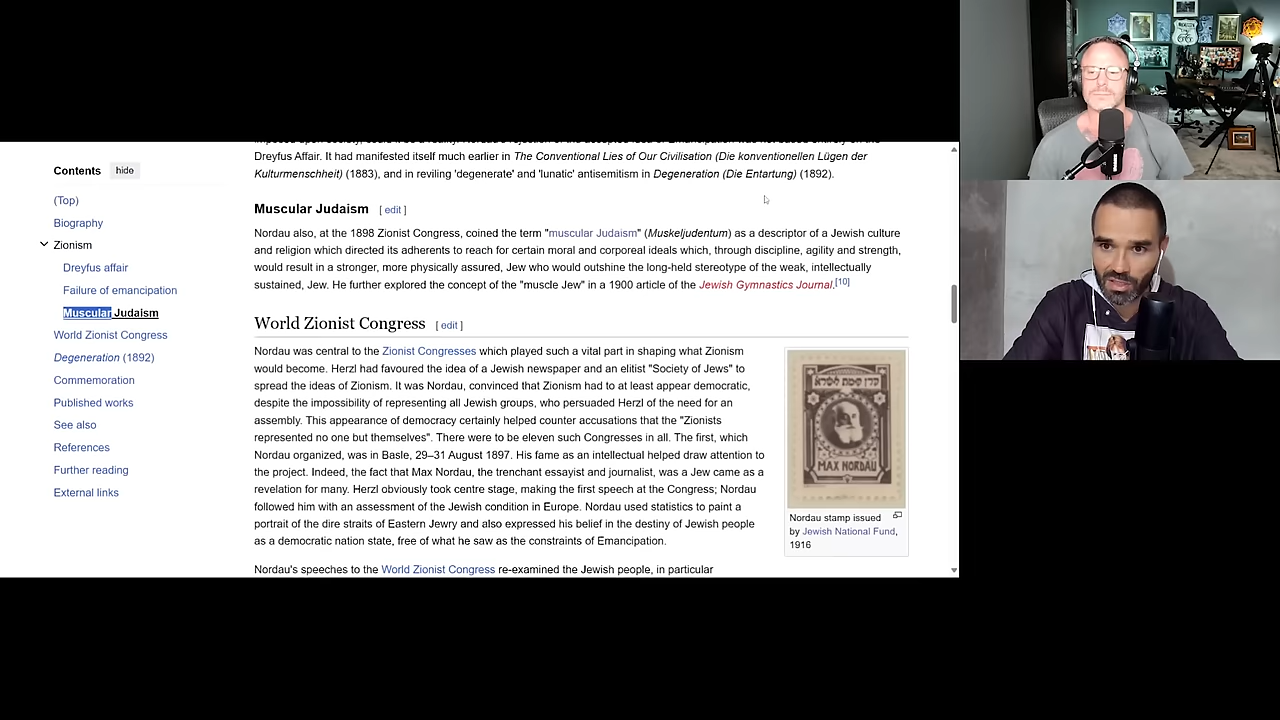 Contents hide
(Top)
Biography
Zionism
Dreyfus affair
Failure of emancipation
Muscular Judaism
World Zionist Congress
Degeneration (1892)
Commemoration
Published works
See also
References
Further reading
External links
Dreyfus Affair. It had manifested itself much earlier in The Conventional Lies of Our Civilisation (Die konventionellen Lügen der
Kulturmenschheit) (1883), and in reviling 'degenerate' and 'lunatic' antisemitism in Degeneration (Die Entartung) (1892).
Muscular Judaism [ edit ]
Nordau also, at the 1898 Zionist Congress, coined the term "muscular Judaism" (Muskeljudentum) as a descriptor of a Jewish culture
and religion which directed its adherents to reach for certain moral and corporeal ideals which, through discipline, agility and strength,
would result in a stronger, more physically assured, Jew who would outshine the long-held stereotype of the weak, intellectually
sustained, Jew. He further explored the concept of the "muscle Jew" in a 1900 article of the Jewish Gymnastics Journal.[10]
World Zionist Congress [ edit ]
Nordau was central to the Zionist Congresses which played such a vital part in shaping what Zionism
would become. Herzl had favoured the idea of a Jewish newspaper and an elitist "Society of Jews" to
spread the ideas of Zionism. It was Nordau, convinced that Zionism had to at least appear democratic,
despite the impossibility of representing all Jewish groups, who persuaded Herzl of the need for an
assembly. This appearance of democracy certainly helped counter accusations that the "Zionists
represented no one but themselves". There were to be eleven such Congresses in all. The first, which
Nordau organized, was in Basle, 29–31 August 1897. His fame as an intellectual helped draw attention to
the project. Indeed, the fact that Max Nordau, the trenchant essayist and journalist, was a Jew came as a
revelation for many. Herzl obviously took centre stage, making the first speech at the Congress; Nordau
followed him with an assessment of the Jewish condition in Europe. Nordau used statistics to paint a
portrait of the dire straits of Eastern Jewry and also expressed his belief in the destiny of Jewish people
as a democratic nation state, free of what he saw as the constraints of Emancipation.
Nordau's speeches to the World Zionist Congress re-examined the Jewish people, in particular
MAX NORDAU
Nordau stamp issued
by Jewish National Fund,
1916